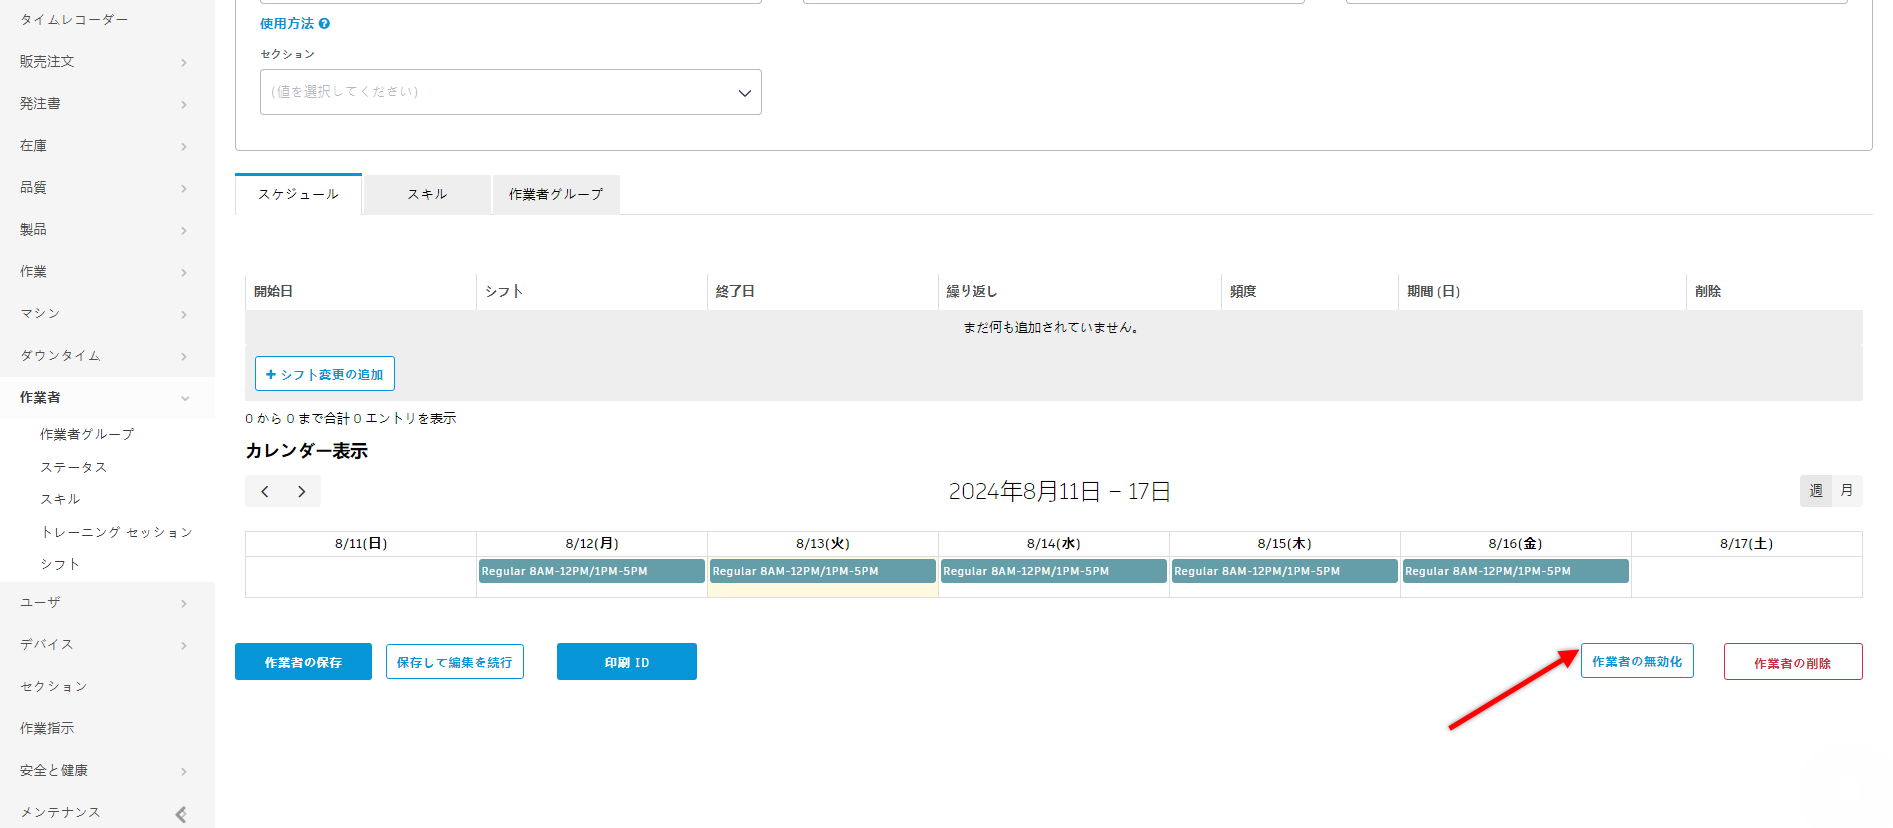 タイムレコーダー
販売注文
発注書
在庫
品質
製品
作業
マシン
ダウンタイム
作業者
作業者グループ
ステータス
スキル
トレーニング セッション
シフト
ユーザ
デバイス
セクション
作業指示
安全と健康
メンテナンス
使用方法
セクション
(値を選択してください)
スケジュール スキル 作業者グループ
開始日 シフト 終了日 繰り返し 頻度 期間 (日) 削除
まだ何も追加されていません。
+ シフト変更の追加
0 から 0 まで合計 0 エントリを表示
カレンダー表示
2024年8月11日 – 17日 週 月
8/11(日) 8/12(月) 8/13(火) 8/14(水) 8/15(木) 8/16(金) 8/17(土)
Regular 8AM-12PM/1PM-5PM Regular 8AM-12PM/1PM-5PM Regular 8AM-12PM/1PM-5PM Regular 8AM-12PM/1PM-5PM Regular 8AM-12PM/1PM-5PM
作業者の保存 保存して編集を続行 印刷 ID 作業者の無効化 作業者の削除